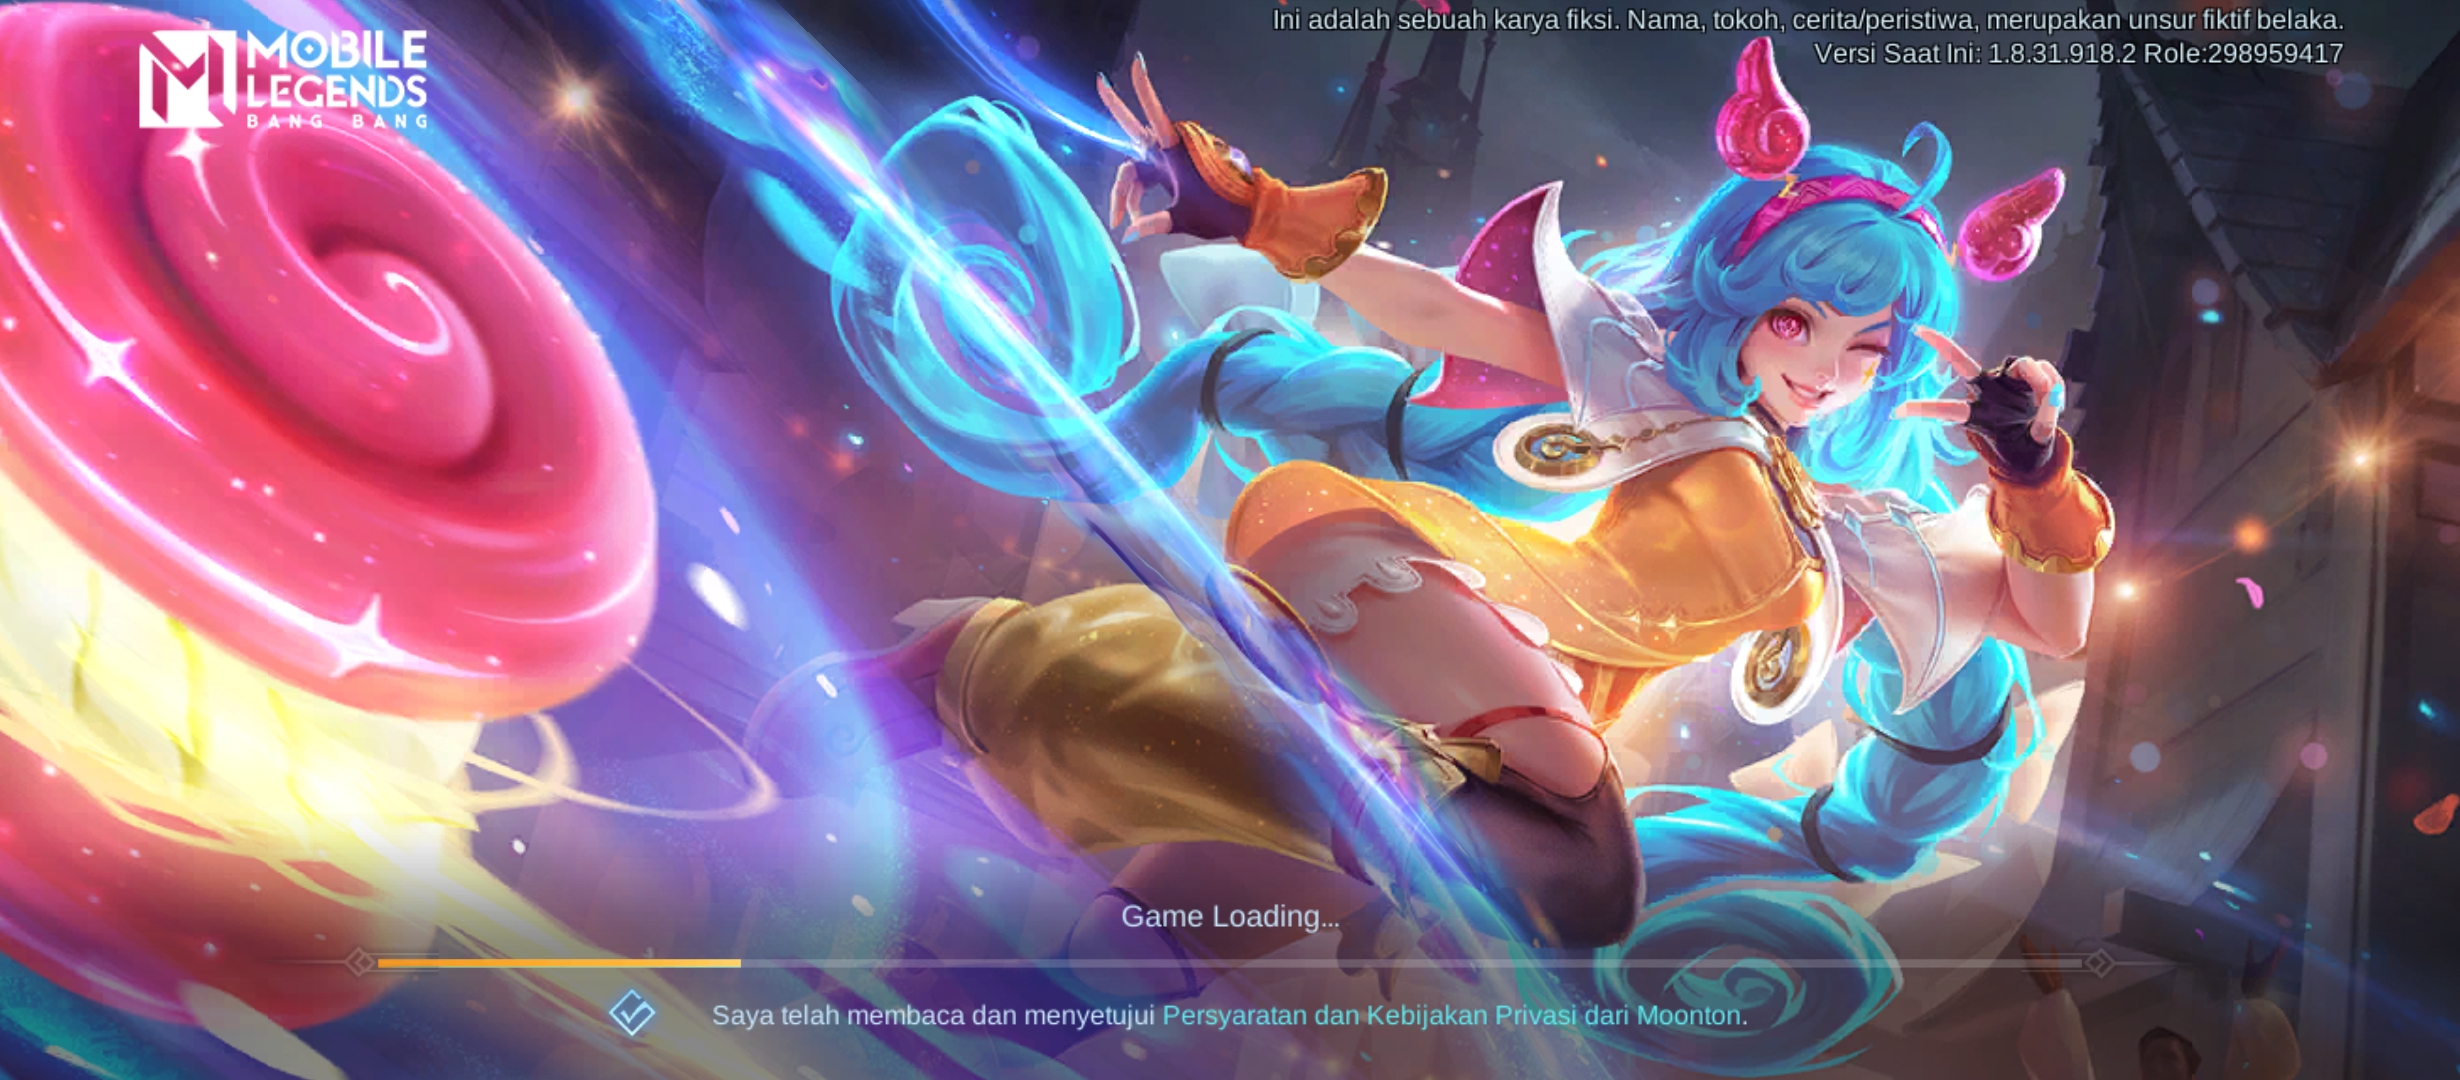 MOBILE
LEGENDS
BANG BANG
Ini adalah sebuah karya fiksi. Nama, tokoh, cerita/peristiwa, merupakan unsur fiktif belaka.
Versi Saat Ini: 1.8.31.918.2 Role:298959417
Game Loading...
Saya telah membaca dan menyetujui Persyaratan dan Kebijakan Privasi dari Moonton.